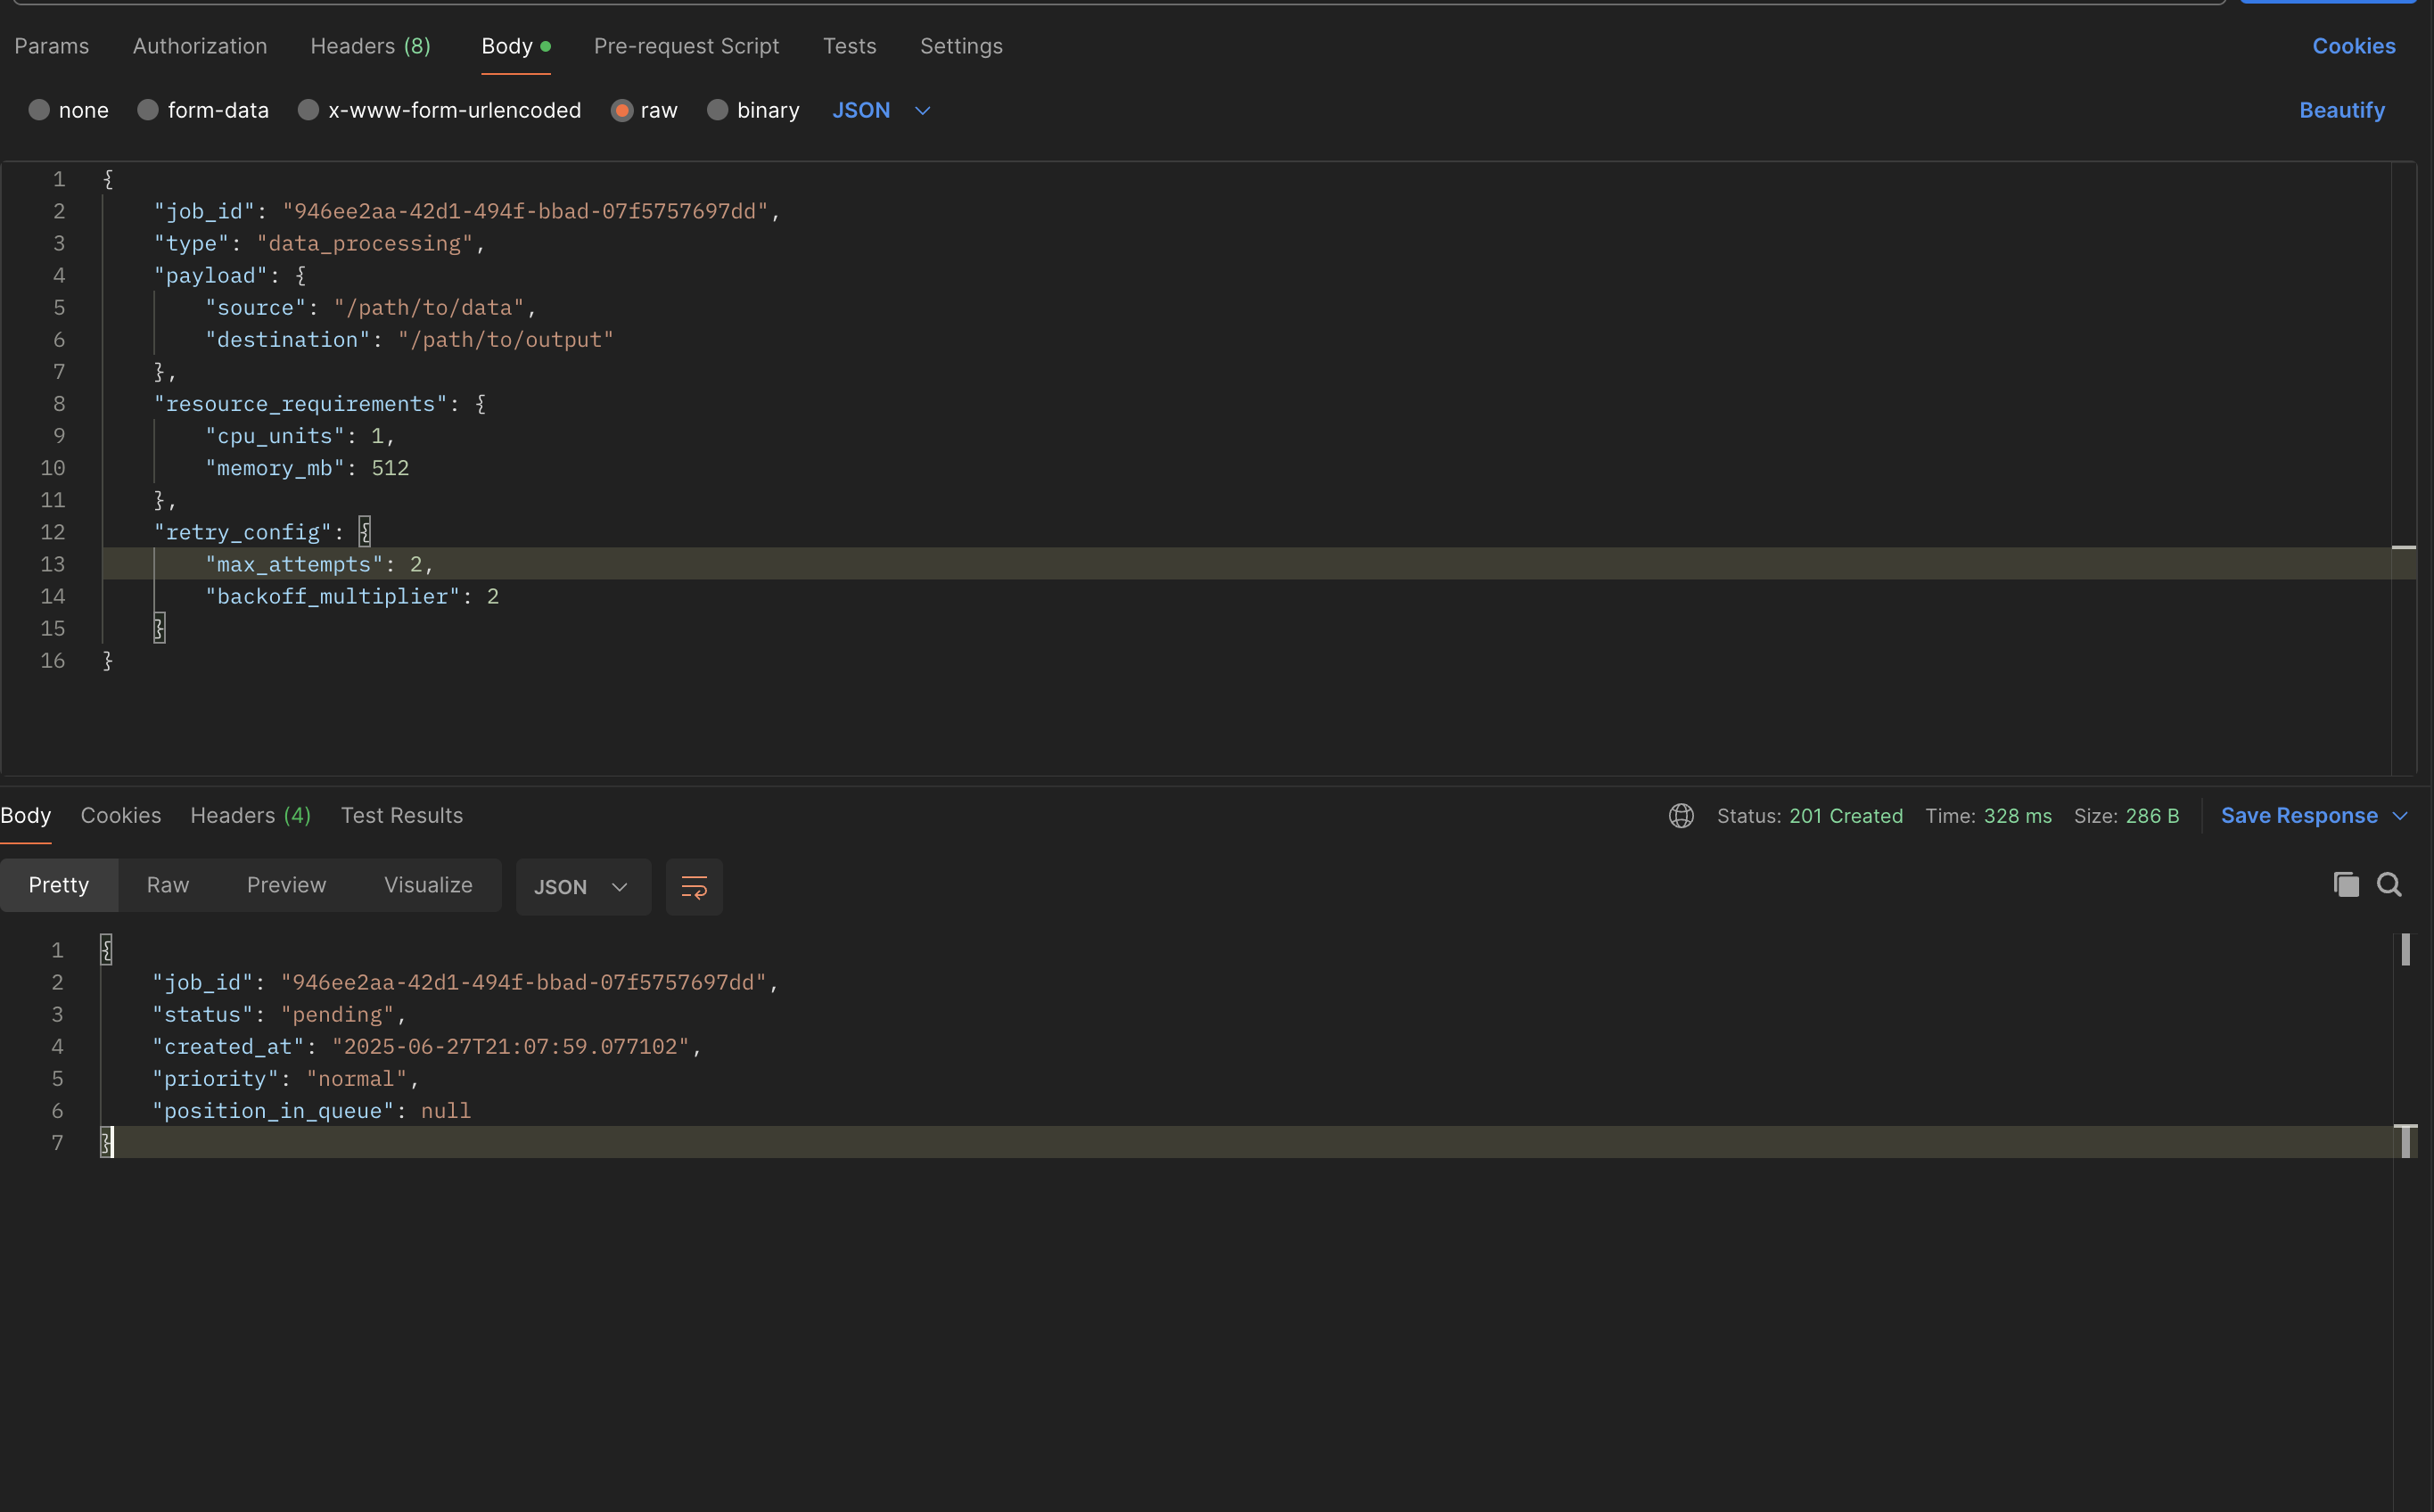 Params Authorization Headers (8) Body Pre-request Script Tests Settings Cookies
none form-data x-www-form-urlencoded raw binary JSON Beautify
1 {
2 "job_id": "946ee2aa-42d1-494f-bbad-07f5757697dd",
3 "type": "data_processing",
4 "payload": {
5 "source": "/path/to/data",
6 "destination": "/path/to/output"
7 },
8 "resource_requirements": {
9 "cpu_units": 1,
10 "memory_mb": 512
11 },
12 "retry_config": {
13 "max_attempts": 2,
14 "backoff_multiplier": 2
15 }
16 }
Body Cookies Headers (4) Test Results Status: 201 Created Time: 328 ms Size: 286 B Save Response
Pretty Raw Preview Visualize JSON
1 {
2 "job_id": "946ee2aa-42d1-494f-bbad-07f5757697dd",
3 "status": "pending",
4 "created_at": "2025-06-27T21:07:59.077102",
5 "priority": "normal",
6 "position_in_queue": null
7 }